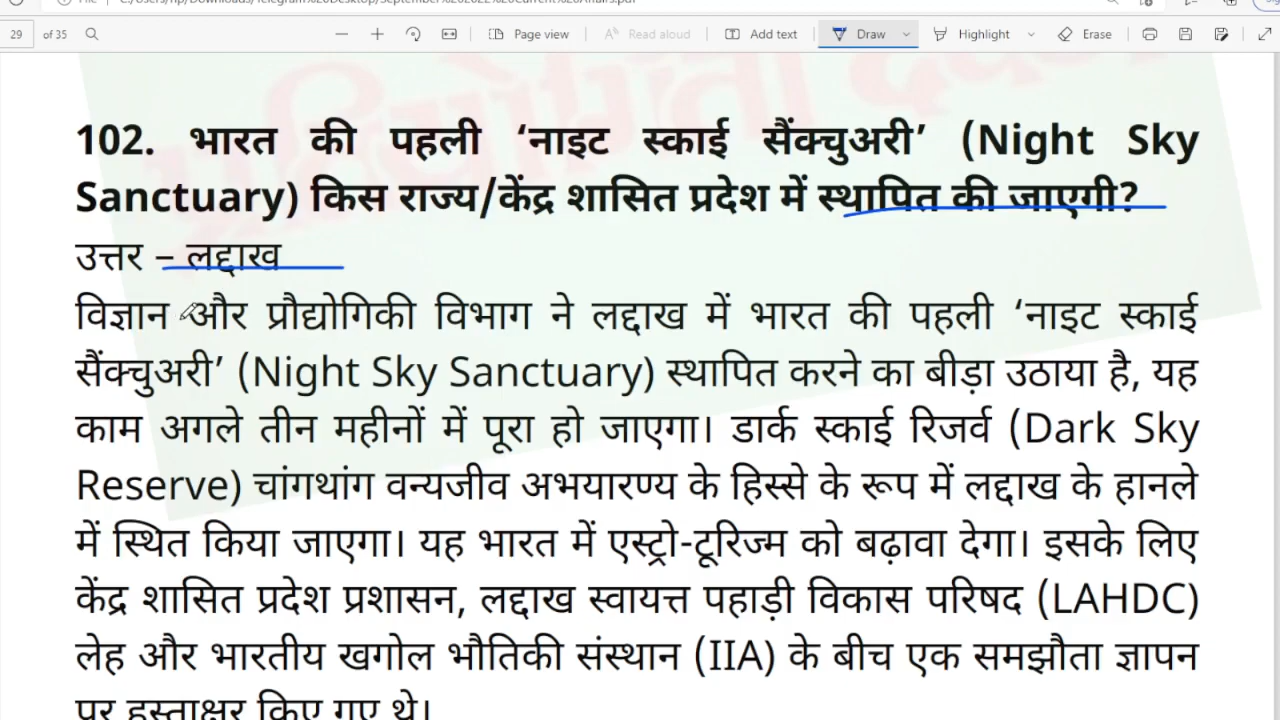 29 of 35 Page view Read aloud Add text Draw Highlight Erase
102. भारत की पहली ‘नाइट स्काई सैंक्चुअरी’ (Night Sky
Sanctuary) किस राज्य/केंद्र शासित प्रदेश में स्थापित की जाएगी?
उत्तर – लद्दाख
विज्ञान और प्रौद्योगिकी विभाग ने लद्दाख में भारत की पहली ‘नाइट स्काई
सैंक्चुअरी’ (Night Sky Sanctuary) स्थापित करने का बीड़ा उठाया है, यह
काम अगले तीन महीनों में पूरा हो जाएगा। डार्क स्काई रिजर्व (Dark Sky
Reserve) चांगथांग वन्यजीव अभयारण्य के हिस्से के रूप में लद्दाख के हानले
में स्थित किया जाएगा। यह भारत में एस्ट्रो-टूरिज्म को बढ़ावा देगा। इसके लिए
केंद्र शासित प्रदेश प्रशासन, लद्दाख स्वायत्त पहाड़ी विकास परिषद (LAHDC)
लेह और भारतीय खगोल भौतिकी संस्थान (IIA) के बीच एक समझौता ज्ञापन
पर हस्ताक्षर किए गए थे।